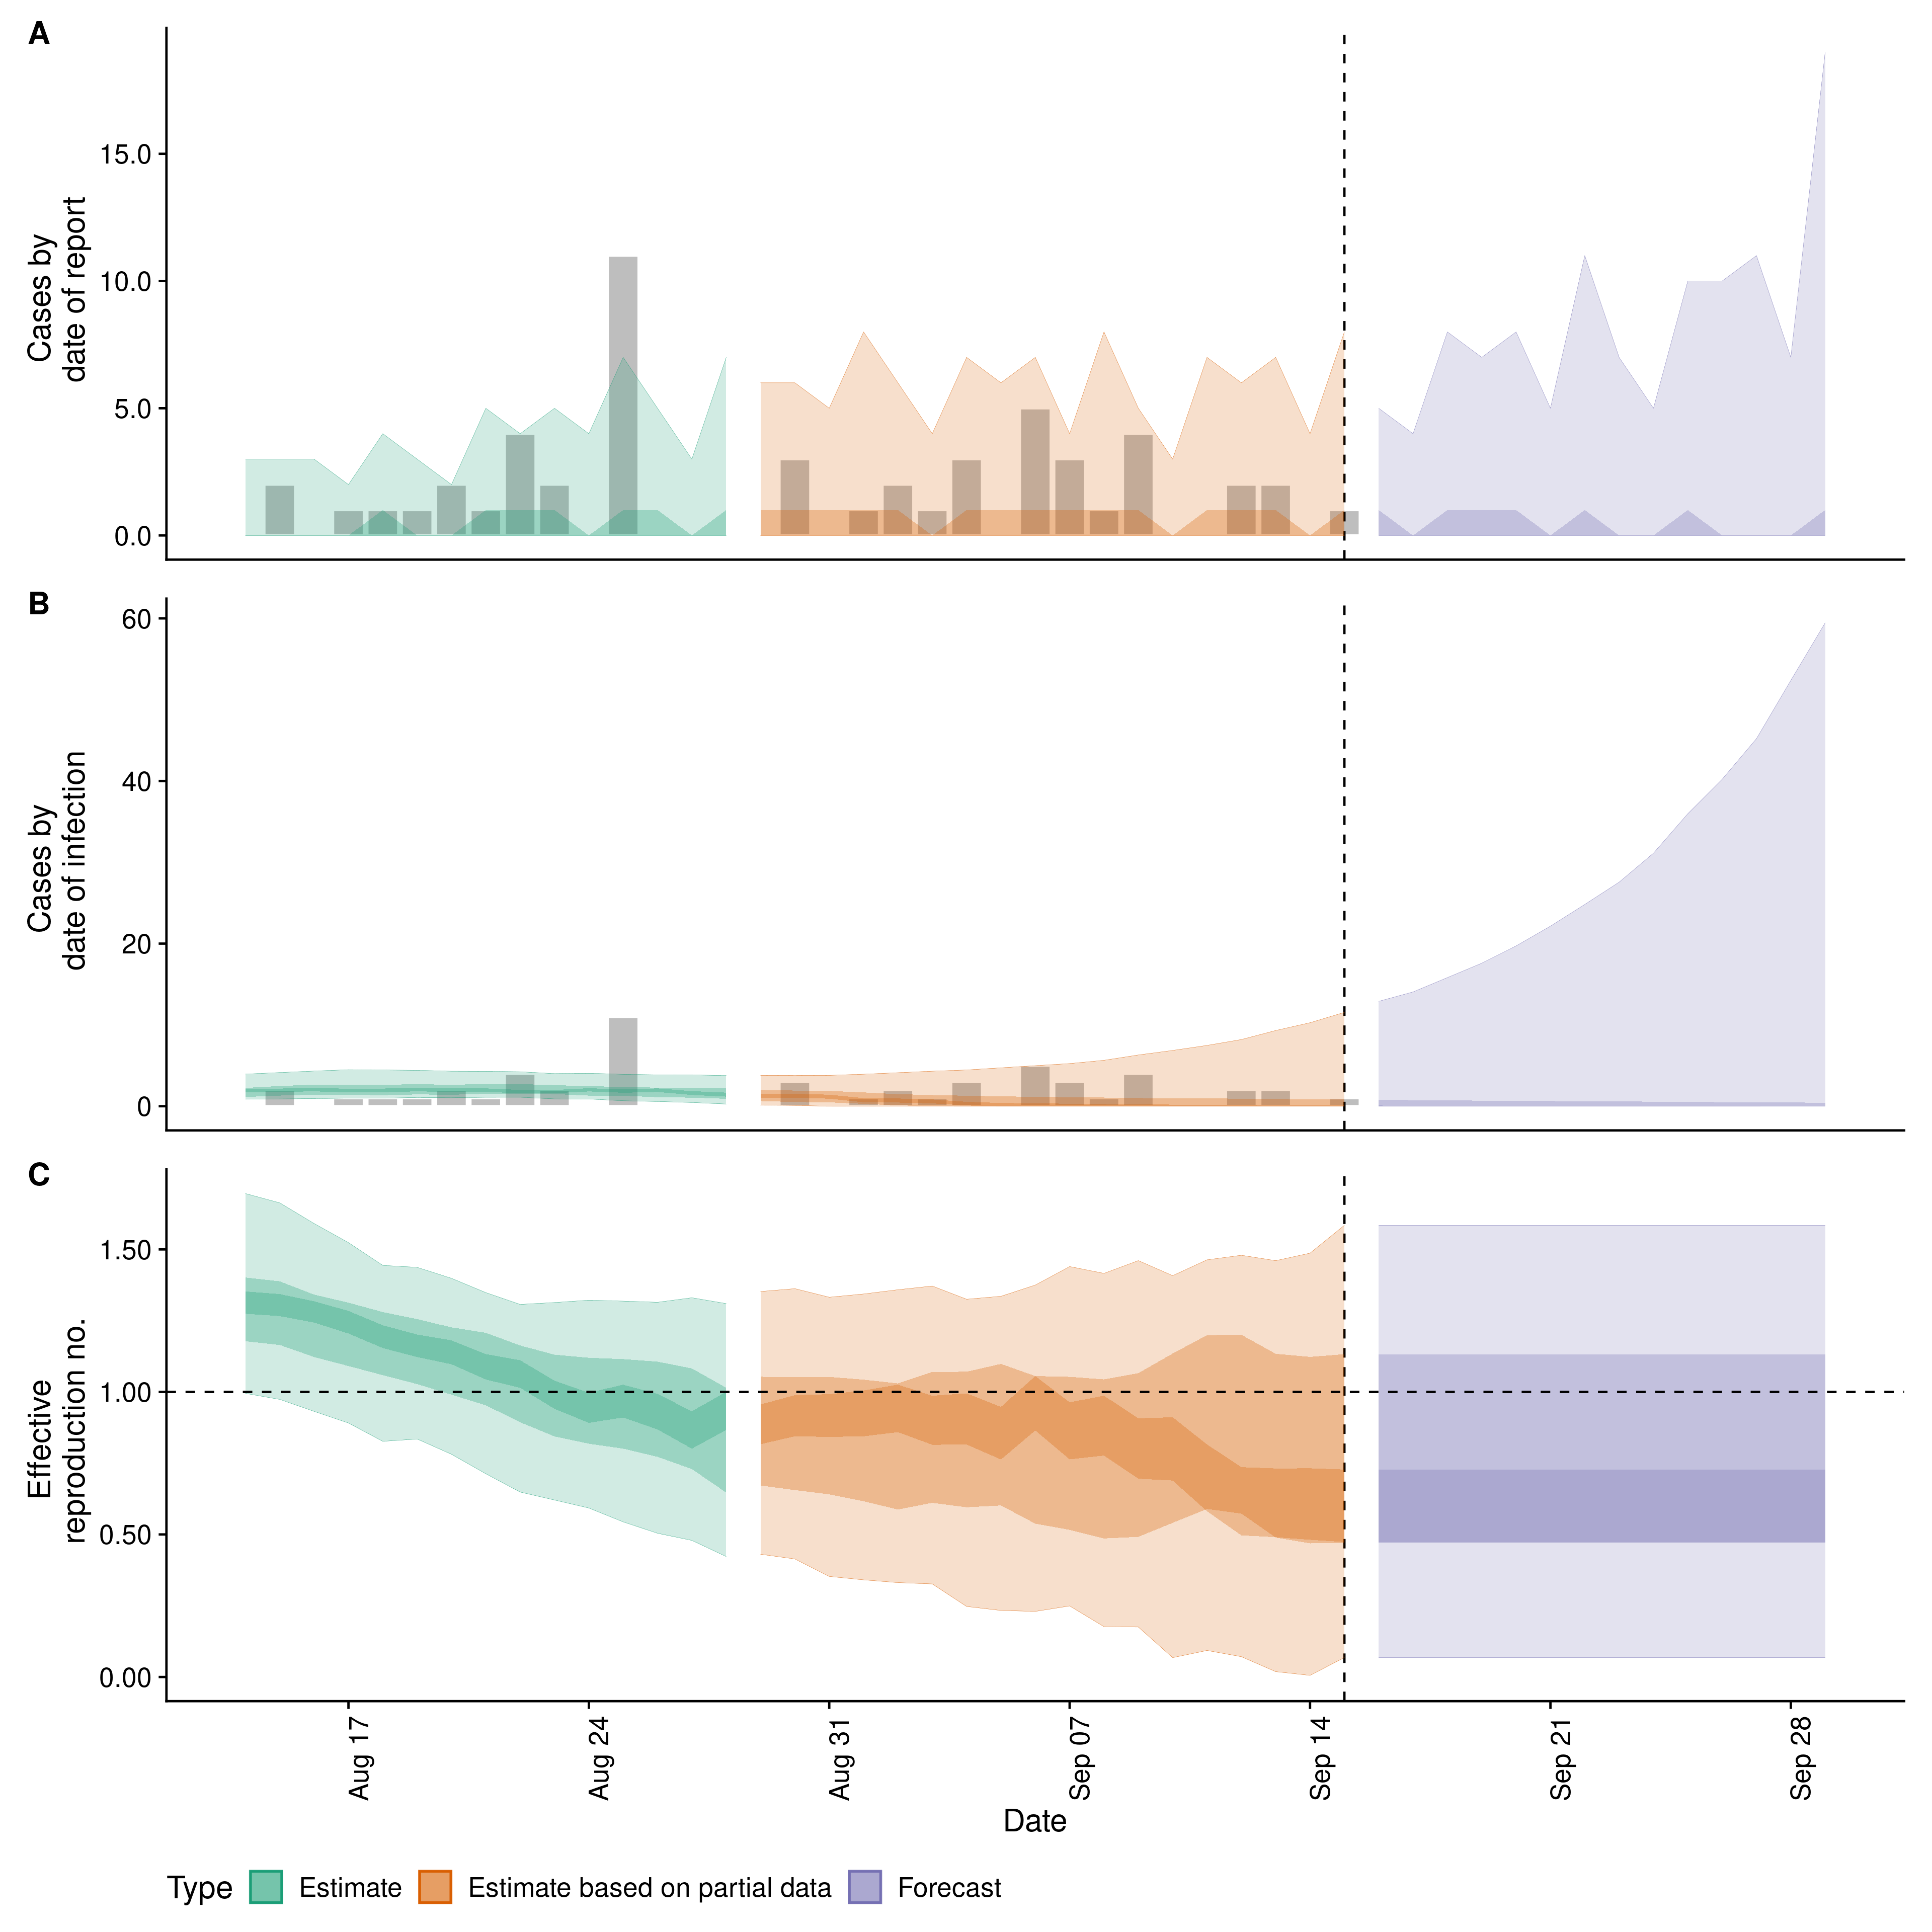 A
Cases by
date of report
15.0
10.0
5.0
0.0
B
Cases by
date of infection
60
40
20
0
C
Effective
reproduction no.
1.50
1.00
0.50
0.00
Aug 17
Aug 24
Aug 31
Sep 07
Sep 14
Sep 21
Sep 28
Date
Type
Estimate
Estimate based on partial data
Forecast